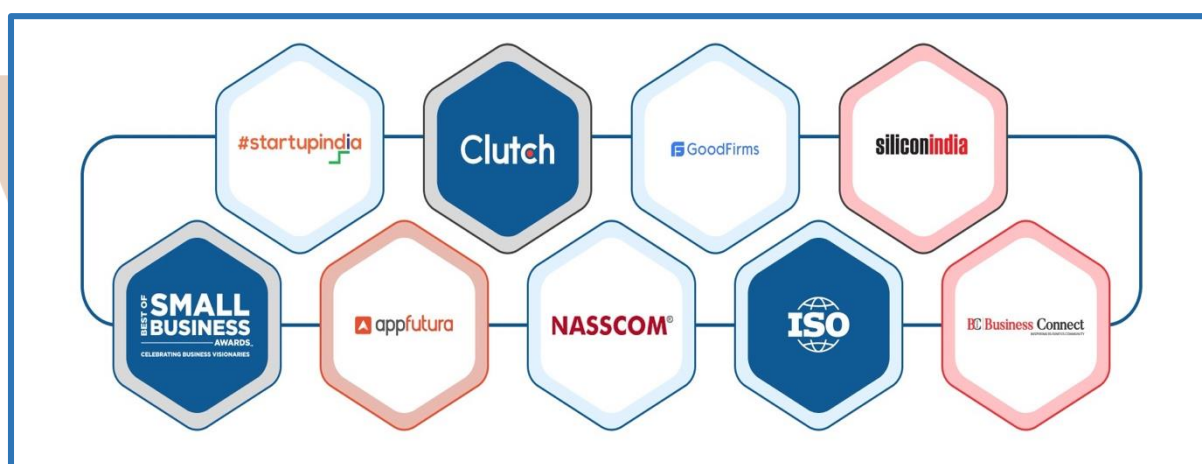 #startupindia
Clutch
GoodFirms
siliconindia
BEST OF
SMALL
BUSINESS
AWARDS
CELEBRATING BUSINESS VISIONARIES
appfutura
NASSCOM®
ISO
BC Business Connect